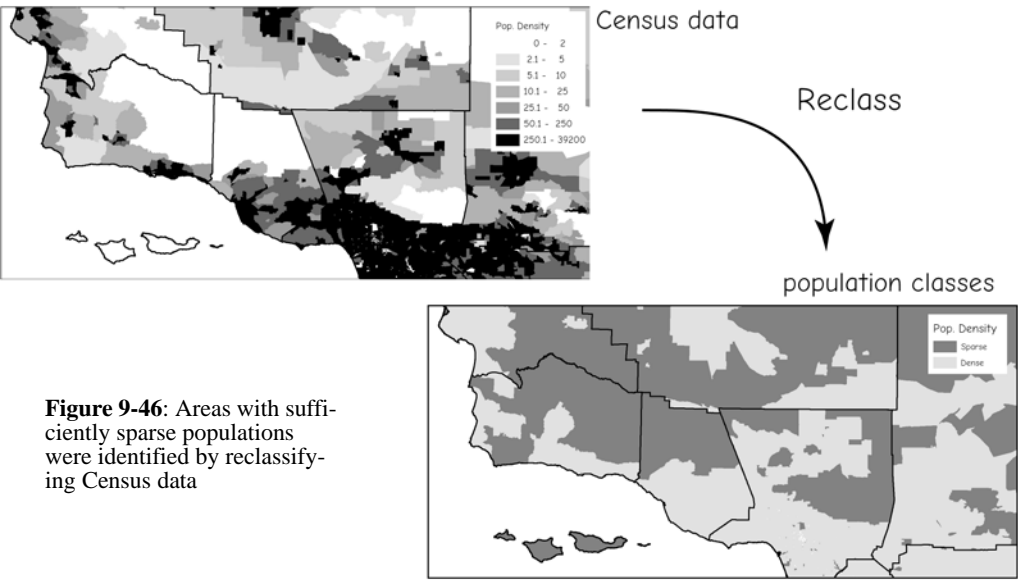 Census data
Pop. Density
0 - 2
2.1 - 5
5.1 - 10
10.1 - 25
25.1 - 50
50.1 - 250
250.1 - 39200
Reclass
population classes
Pop. Density
Sparse
Dense
Figure 9-46: Areas with suffi-
ciently sparse populations
were identified by reclassify-
ing Census data